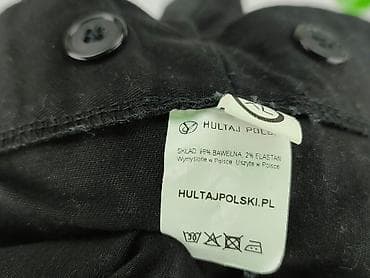 HULTAJ POLSKI
SKŁAD: 98% BAWEŁNA, 2% ELASTAN
Wymyślone w Polsce. Uszyte w Polsce
HULTAJPOLSKI.PL